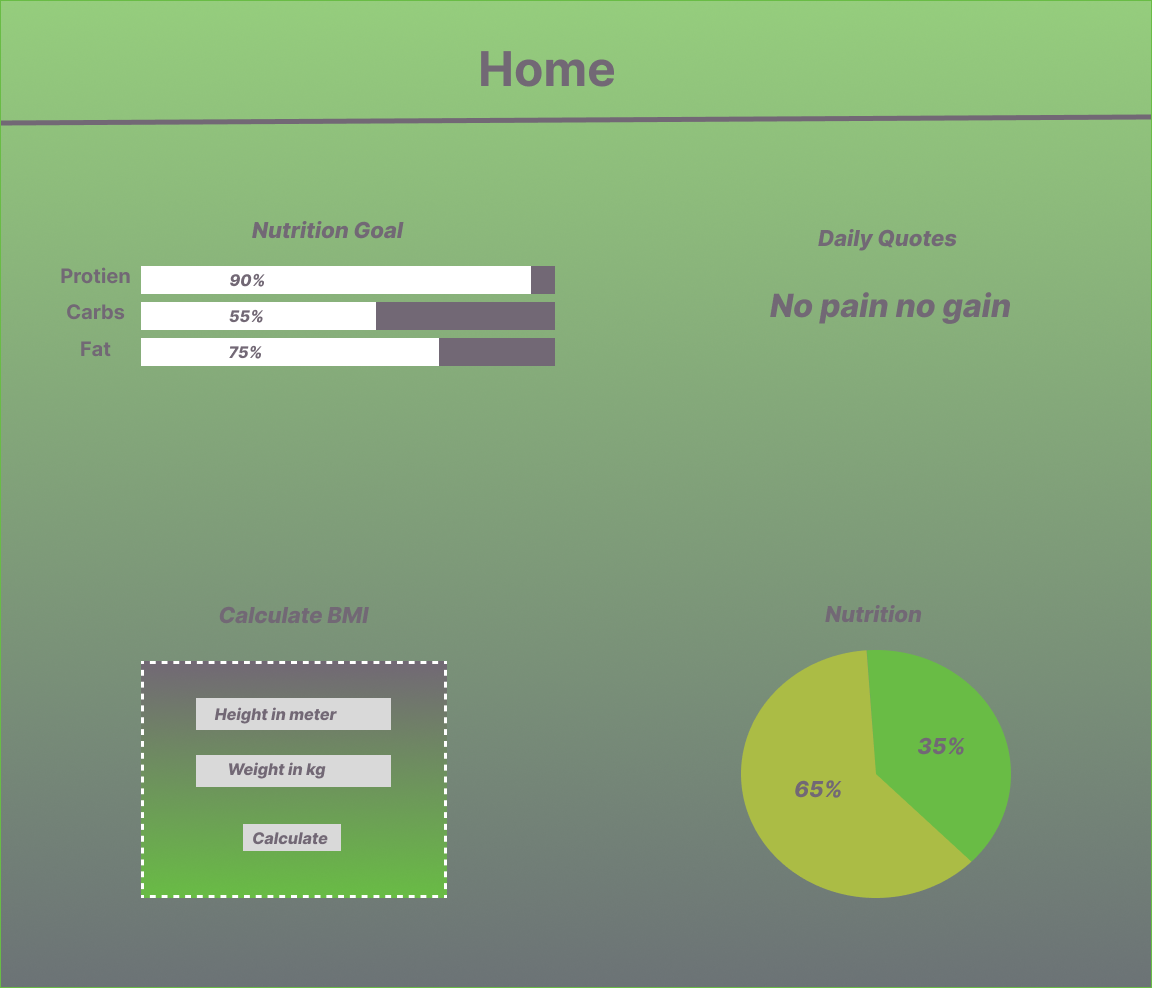 Home
Nutrition Goal
Protien
90%
Carbs
55%
Fat
75%
Daily Quotes
No pain no gain
Calculate BMI
Height in meter
Weight in kg
Calculate
Nutrition
35%
65%